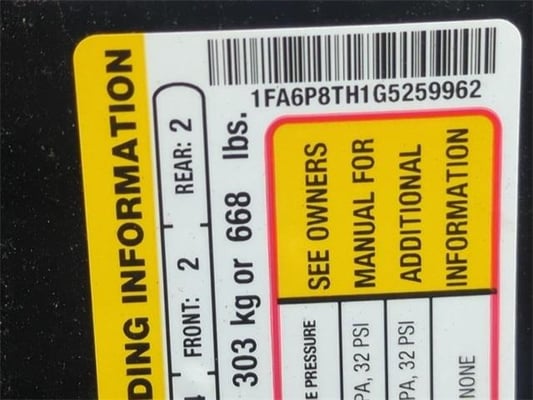 1FA6P8TH1G5259962
DING INFORMATION
FRONT: 2 REAR: 2
303 kg or 668 lbs.
SEE OWNERS
MANUAL FOR
ADDITIONAL
INFORMATION
E PRESSURE
PA, 32 PSI
PA, 32 PSI
NONE